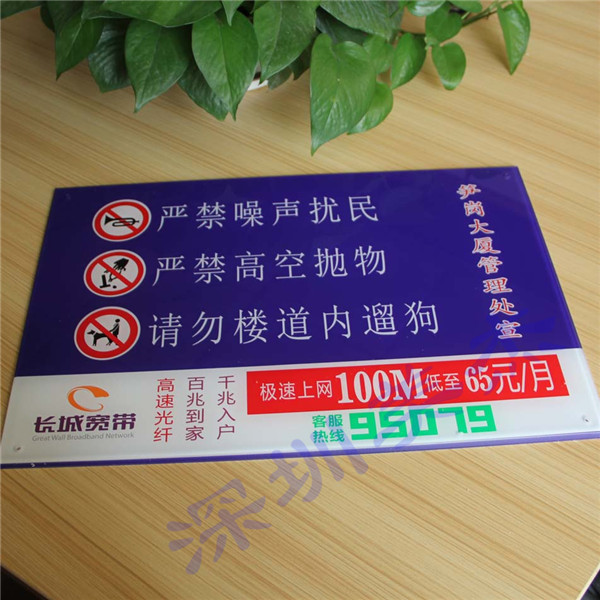 严禁噪声扰民
严禁高空抛物
请勿楼道内遛狗
岗大厦管理处宣
长城宽带
Great Wall Broadband Network
高速光纤
百兆到家
千兆入户
极速上网100M低至65元/月
客服热线 95079
深圳